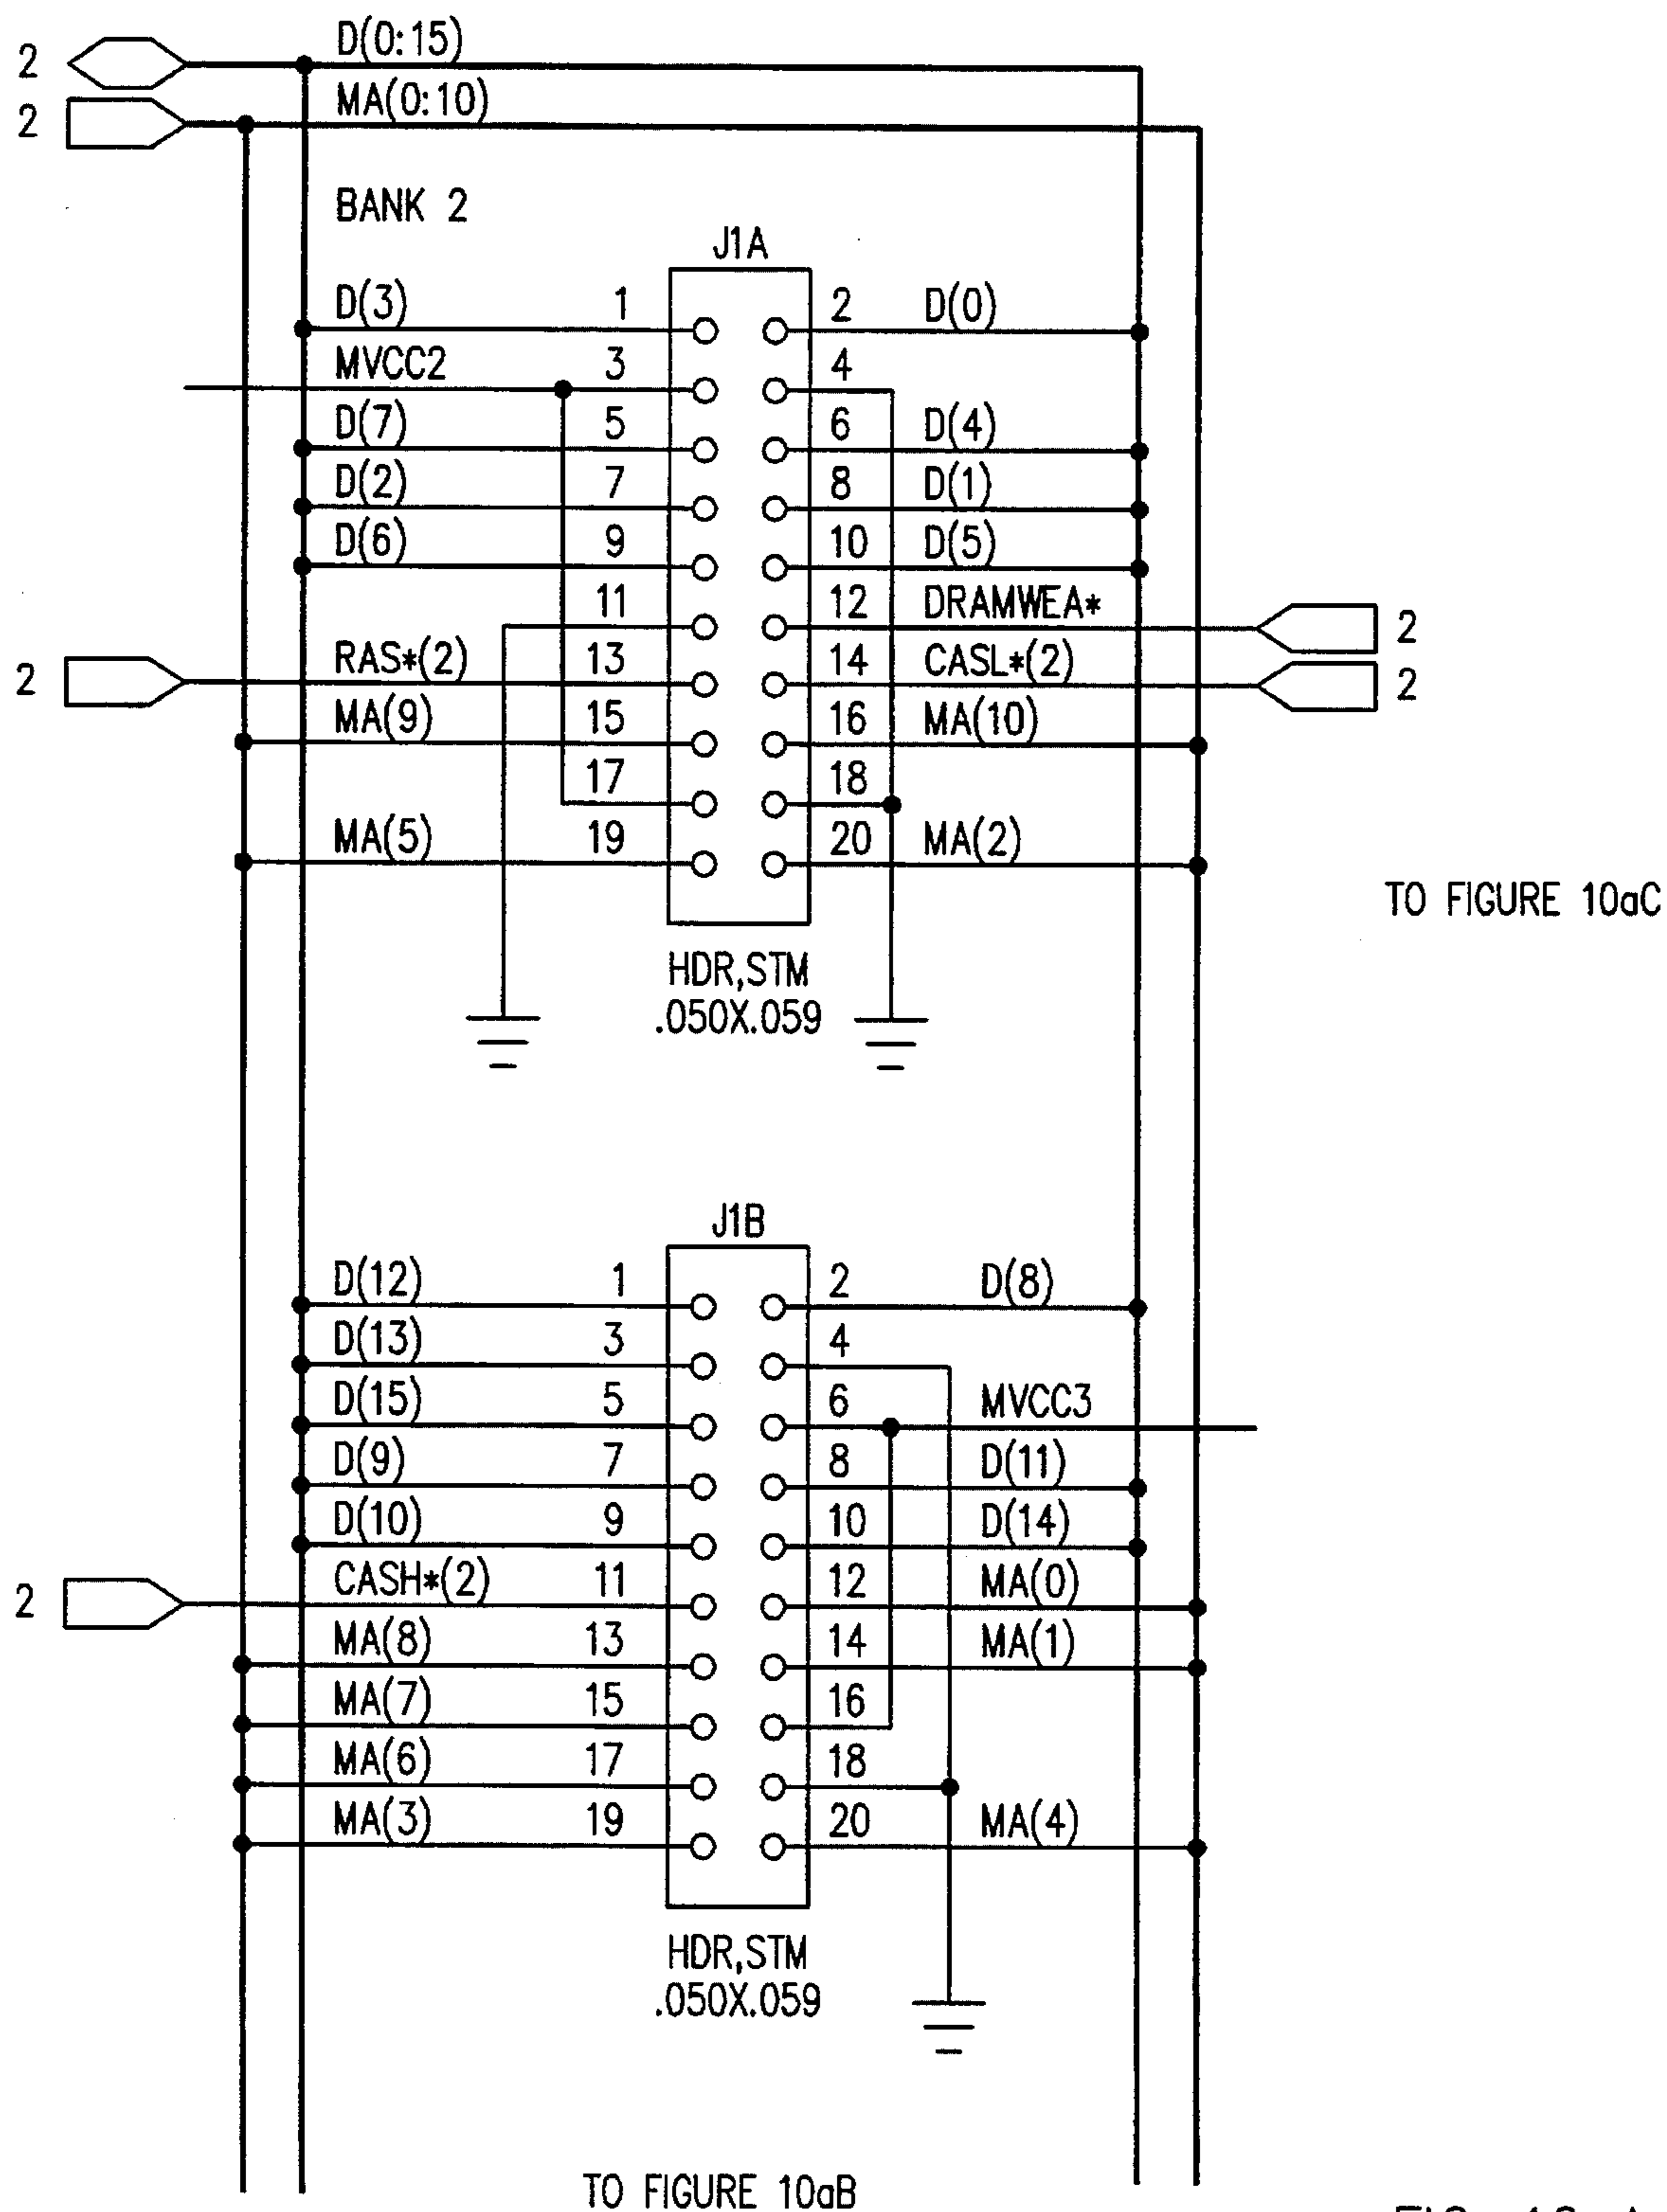 2 D(0:15)
2 MA(0:10)
BANK 2
J1A
D(3) 1 2 D(0)
MVCC2 3 4
D(7) 5 6 D(4)
D(2) 7 8 D(1)
D(6) 9 10 D(5)
11 12 DRAMWEA* 2
2 RAS*(2) 13 14 CASL*(2) 2
MA(9) 15 16 MA(10)
17 18
MA(5) 19 20 MA(2)
TO FIGURE 10aC
HDR,STM
.050X.059
J1B
D(12) 1 2 D(8)
D(13) 3 4
D(15) 5 6 MVCC3
D(9) 7 8 D(11)
D(10) 9 10 D(14)
2 CASH*(2) 11 12 MA(0)
MA(8) 13 14 MA(1)
MA(7) 15 16
MA(6) 17 18
MA(3) 19 20 MA(4)
HDR,STM
.050X.059
TO FIGURE 10aB